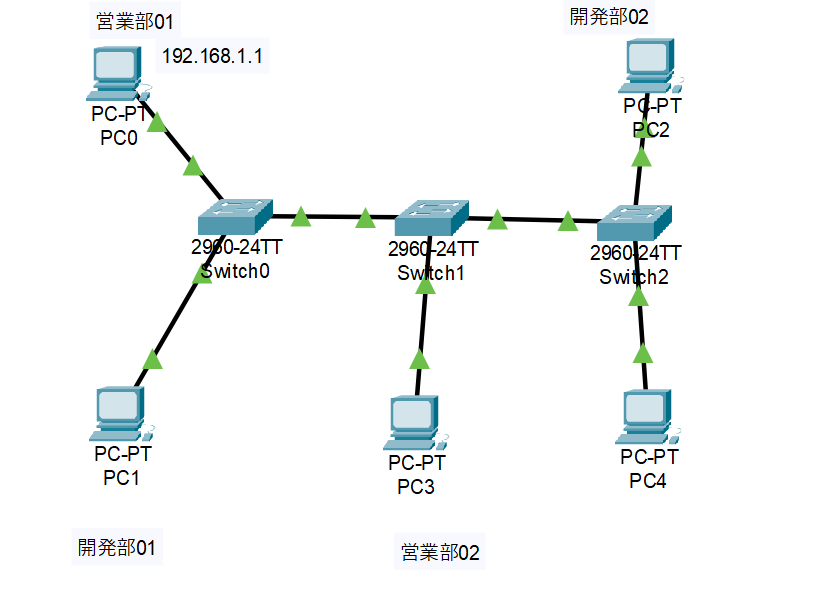 営業部01
192.168.1.1
PC-PT
PC0
開発部02
PC-PT
PC2
2960-24TT
Switch0
2960-24TT
Switch1
2960-24TT
Switch2
PC-PT
PC1
PC-PT
PC3
PC-PT
PC4
開発部01
営業部02